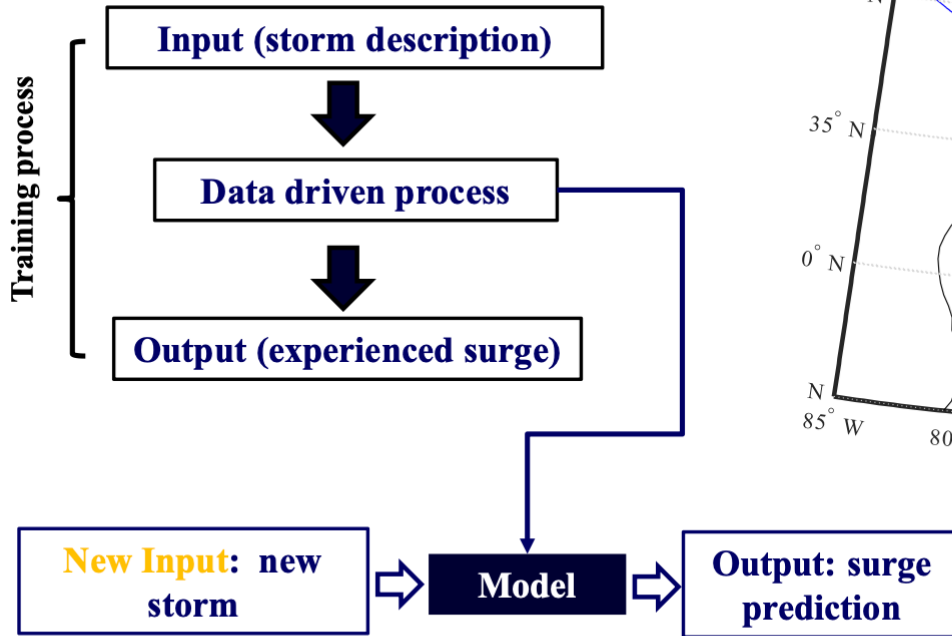 Input (storm description)
Training process
Data driven process
Output (experienced surge)
New Input: new
storm
Model
Output: surge
prediction
N
35° N
0° N
N
85° W
80